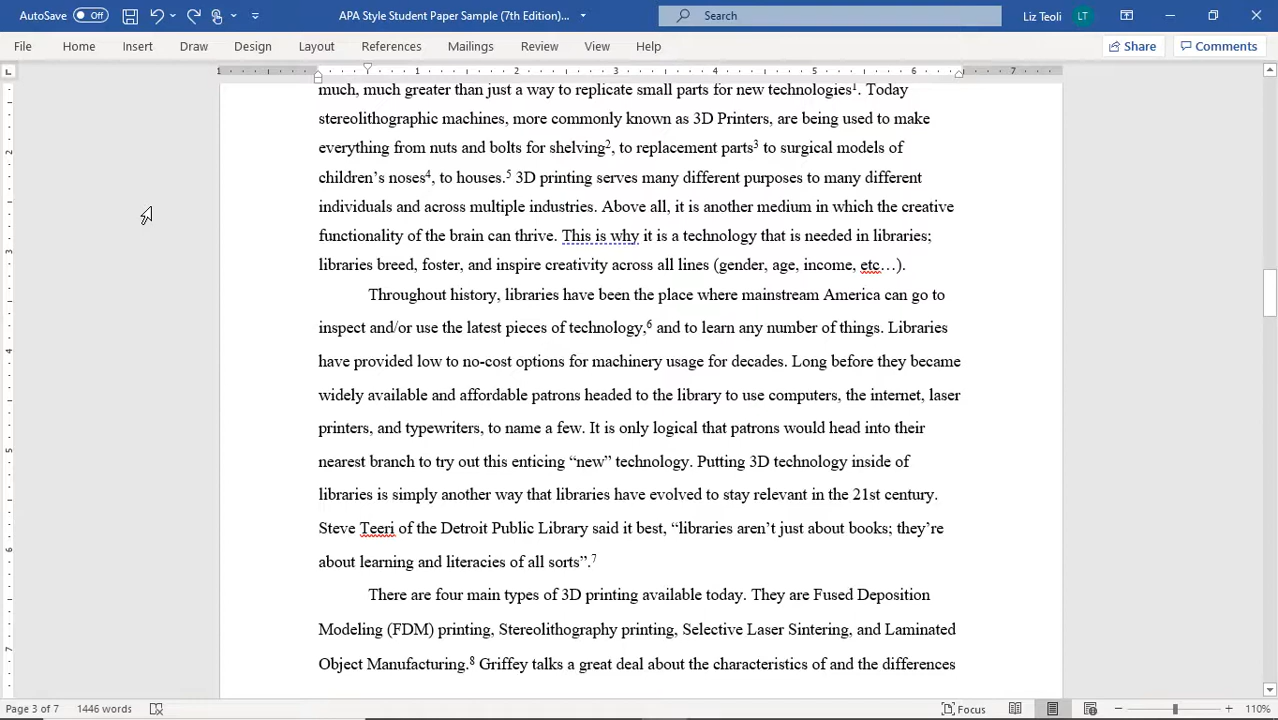 AutoSave Off APA Style Student Paper Sample (7th Edition)... Search Liz Teoli LT
File Home Insert Draw Design Layout References Mailings Review View Help Share Comments
1 1 2 3 4 5 6 7
much, much greater than just a way to replicate small parts for new technologies¹. Today
stereolithographic machines, more commonly known as 3D Printers, are being used to make
everything from nuts and bolts for shelving², to replacement parts³ to surgical models of
children’s noses⁴, to houses.⁵ 3D printing serves many different purposes to many different
individuals and across multiple industries. Above all, it is another medium in which the creative
functionality of the brain can thrive. This is why it is a technology that is needed in libraries;
libraries breed, foster, and inspire creativity across all lines (gender, age, income, etc…).
Throughout history, libraries have been the place where mainstream America can go to
inspect and/or use the latest pieces of technology,⁶ and to learn any number of things. Libraries
have provided low to no-cost options for machinery usage for decades. Long before they became
widely available and affordable patrons headed to the library to use computers, the internet, laser
printers, and typewriters, to name a few. It is only logical that patrons would head into their
nearest branch to try out this enticing “new” technology. Putting 3D technology inside of
libraries is simply another way that libraries have evolved to stay relevant in the 21st century.
Steve Teeri of the Detroit Public Library said it best, “libraries aren’t just about books; they’re
about learning and literacies of all sorts”.⁷
There are four main types of 3D printing available today. They are Fused Deposition
Modeling (FDM) printing, Stereolithography printing, Selective Laser Sintering, and Laminated
Object Manufacturing.⁸ Griffey talks a great deal about the characteristics of and the differences
2
3
4
5
6
7
Page 3 of 7 1446 words Focus 110%